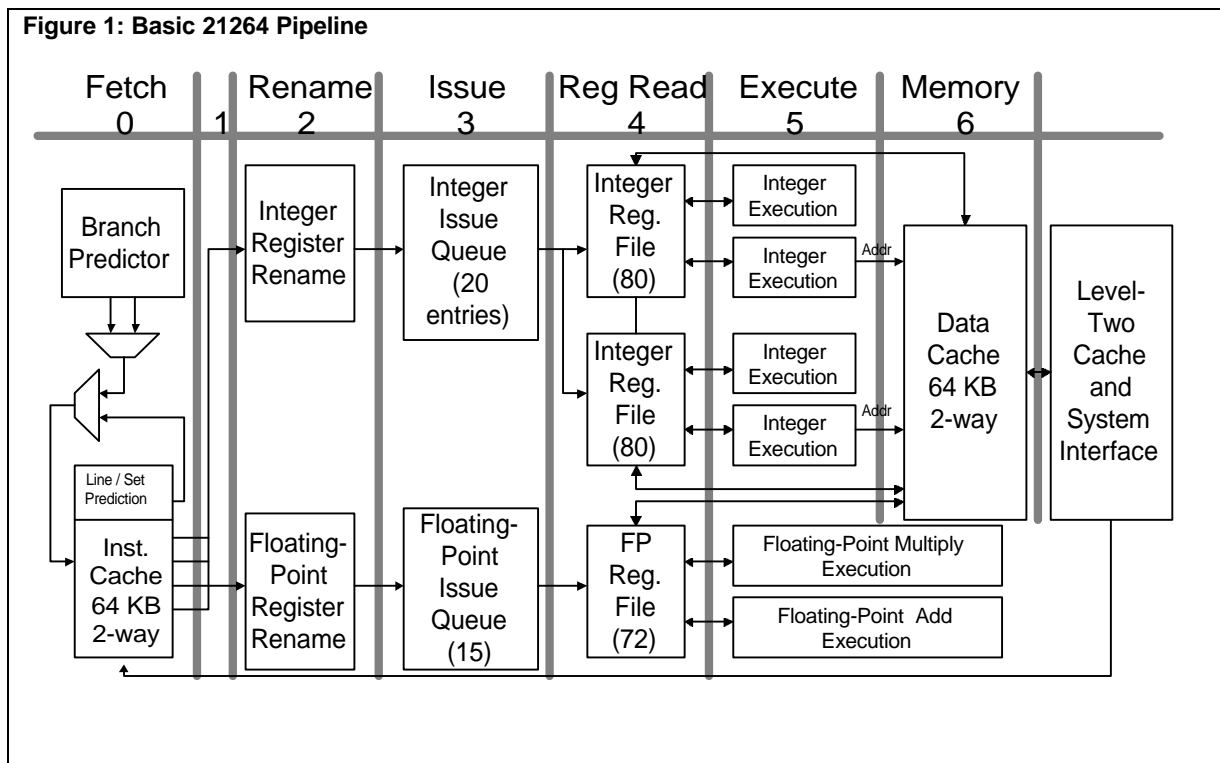 Figure 1: Basic 21264 Pipeline
Fetch
0
1
Rename
2
Issue
3
Reg Read
4
Execute
5
Memory
6
Branch
Predictor
Line / Set
Prediction
Inst.
Cache
64 KB
2-way
Integer
Register
Rename
Floating-
Point
Register
Rename
Integer
Issue
Queue
(20
entries)
Floating-
Point
Issue
Queue
(15)
Integer
Reg.
File
(80)
Integer
Reg.
File
(80)
FP
Reg.
File
(72)
Integer
Execution
Integer
Execution
Addr
Integer
Execution
Integer
Execution
Addr
Floating-Point Multiply
Execution
Floating-Point Add
Execution
Data
Cache
64 KB
2-way
Level-
Two
Cache
and
System
Interface